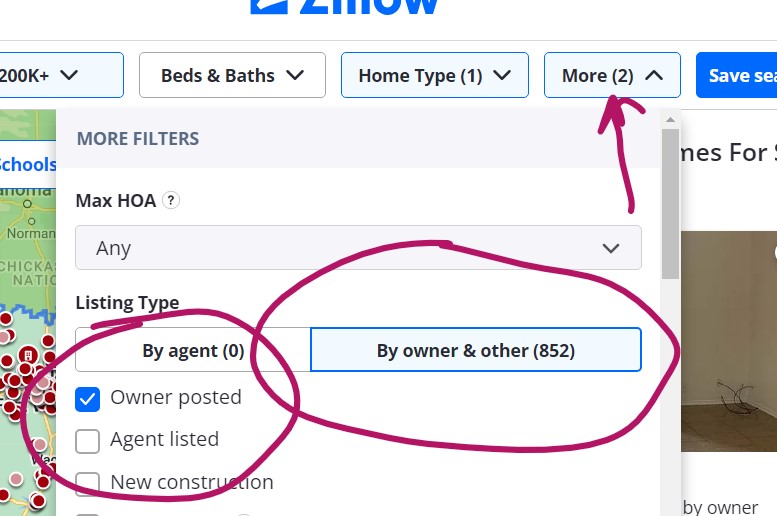 Zillow
200K+
Beds & Baths
Home Type (1)
More (2)
Save sea
Schools
MORE FILTERS
mes For S
Max HOA ?
Norman
Any
CHICKAS
NATIO
Listing Type
By agent (0)
By owner & other (852)
Owner posted
Agent listed
New construction
by owner